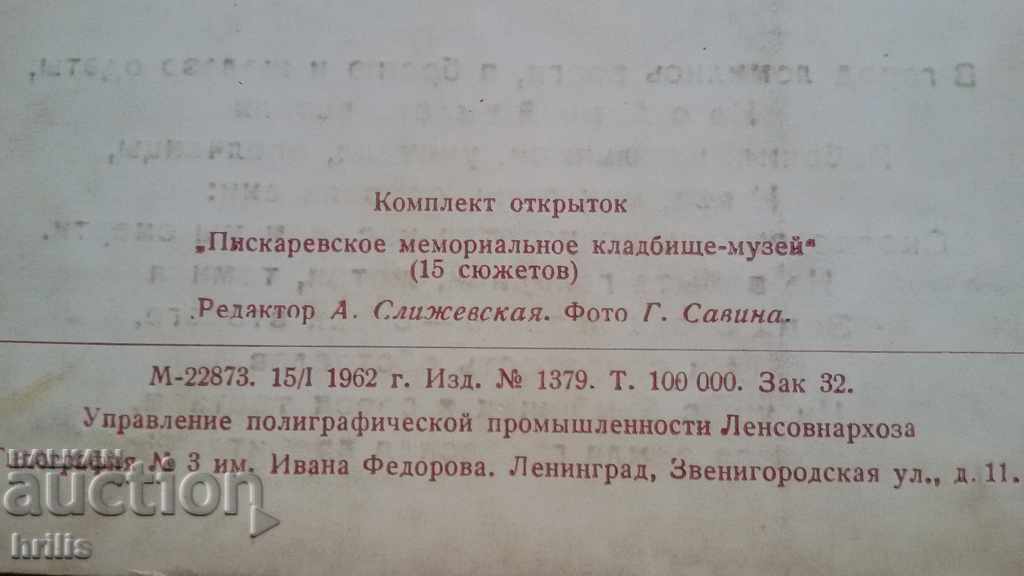 Комплект открыток
„Пискаревское мемориальное кладбище-музей“
(15 сюжетов)
Редактор А. Слижевская. Фото Г. Савина.
М-22873. 15/I 1962 г. Изд. № 1379. Т. 100 000. Зак 32.
Управление полиграфической промышленности Ленсовнархоза
№ 3 им. Ивана Федорова. Ленинград, Звенигородская ул., д. 11.
auction
hrilis